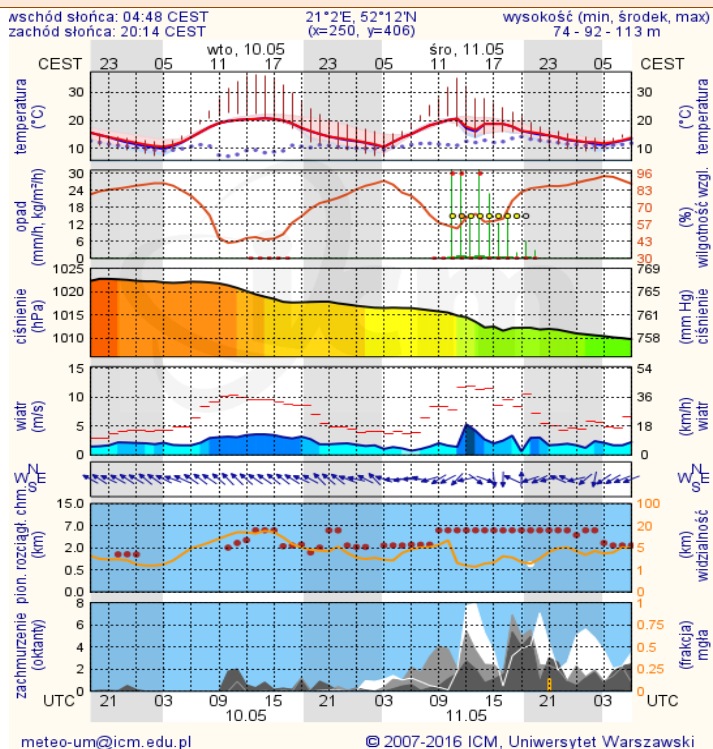 wschód słońca: 04:48 CEST 21°2'E, 52°12'N wysokość (min, środek, max)
zachód słońca: 20:14 CEST (x=250, y=406) 74 - 92 - 113 m
wto, 10.05 śro, 11.05
CEST 23 05 11 17 23 05 11 17 23 05 CEST
temperatura
(°C)
30
20
10
30
20
10
temperatura
(°C)
opad
(mm/h, kg/m²/h)
30
24
18
12
6
0
96
83
70
57
43
30
(%)
wilgotność wzgl.
ciśnienie
(hPa)
1025
1020
1015
1010
769
765
761
758
(mm Hg)
ciśnienie
wiatr
(m/s)
15
10
5
0
54
36
18
0
(km/h)
wiatr
N
W E
S
N
W E
S
pion. rozciągł. chm.
(km)
15.0
7.0
2.0
0.5
0.0
100
20
5
1
0
(km)
widzialność
zachmurzenie
(oktanty)
8
6
4
2
0
1
0.75
0.5
0.25
0
(frakcja)
mgła
UTC 21 03 09 15 21 03 09 15 21 03 UTC
10.05 11.05
meteo-um@icm.edu.pl © 2007-2016 ICM, Uniwersytet Warszawski